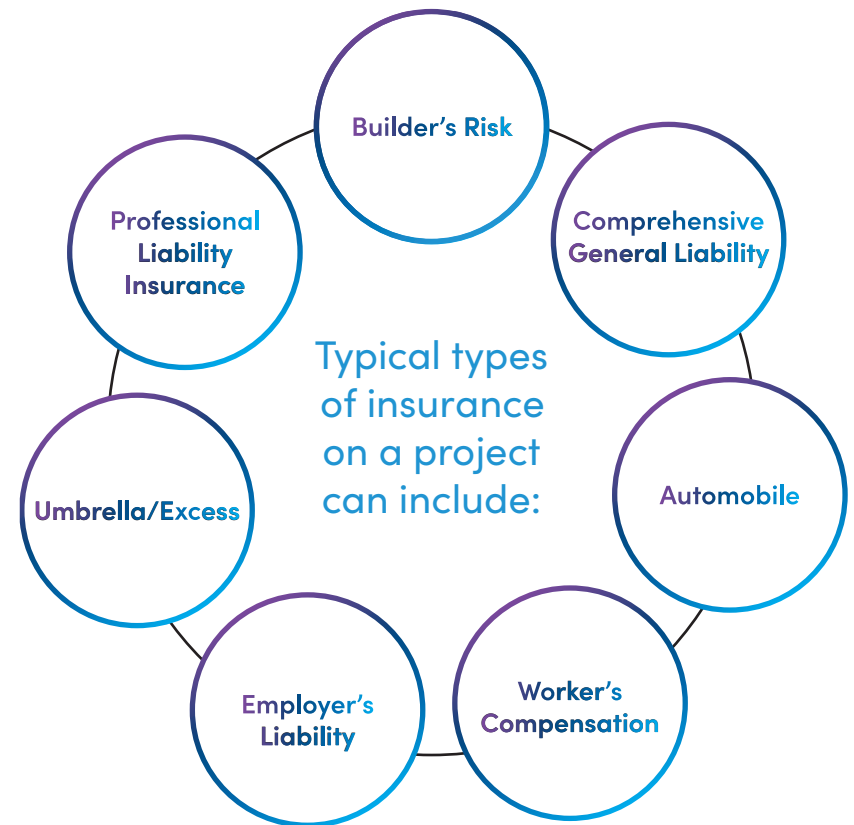 Builder’s Risk
Comprehensive
General Liability
Automobile
Worker’s
Compensation
Employer’s
Liability
Umbrella/Excess
Professional
Liability
Insurance
Typical types
of insurance
on a project
can include: